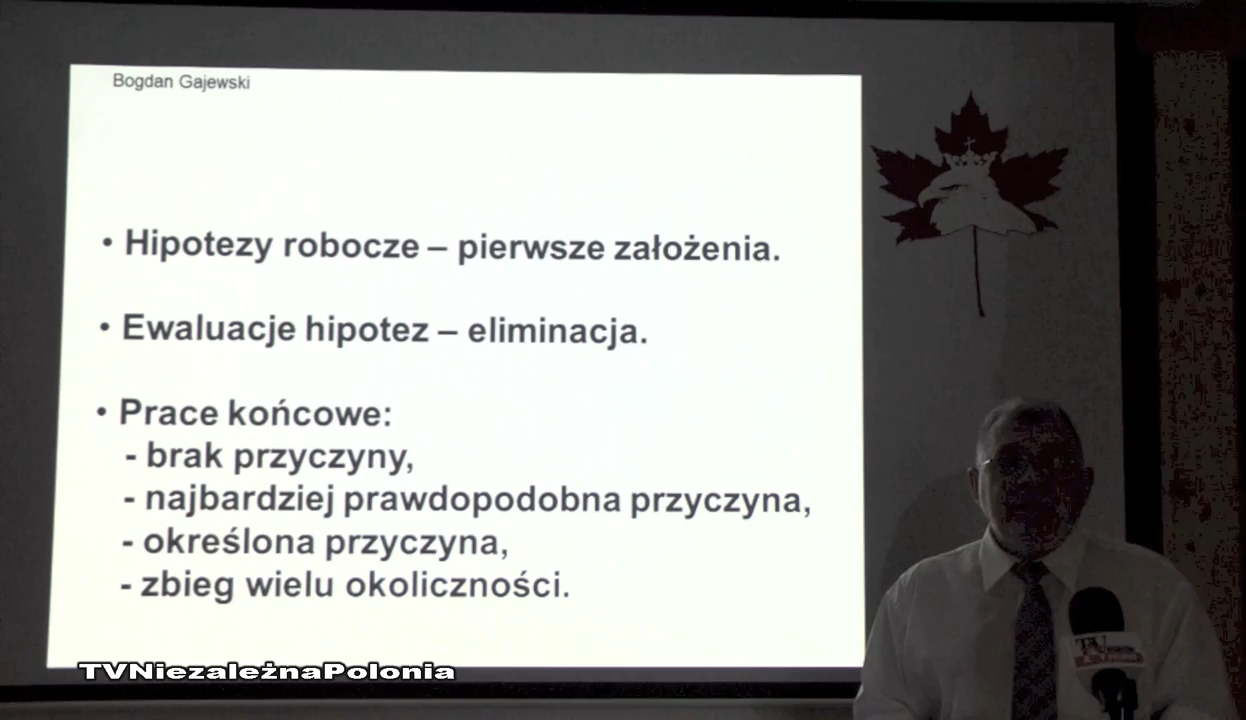 Bogdan Gajewski
• Hipotezy robocze – pierwsze założenia.
• Ewaluacje hipotez – eliminacja.
• Prace końcowe:
- brak przyczyny,
- najbardziej prawdopodobna przyczyna,
- określona przyczyna,
- zbieg wielu okoliczności.
TVNiezależnaPolonia